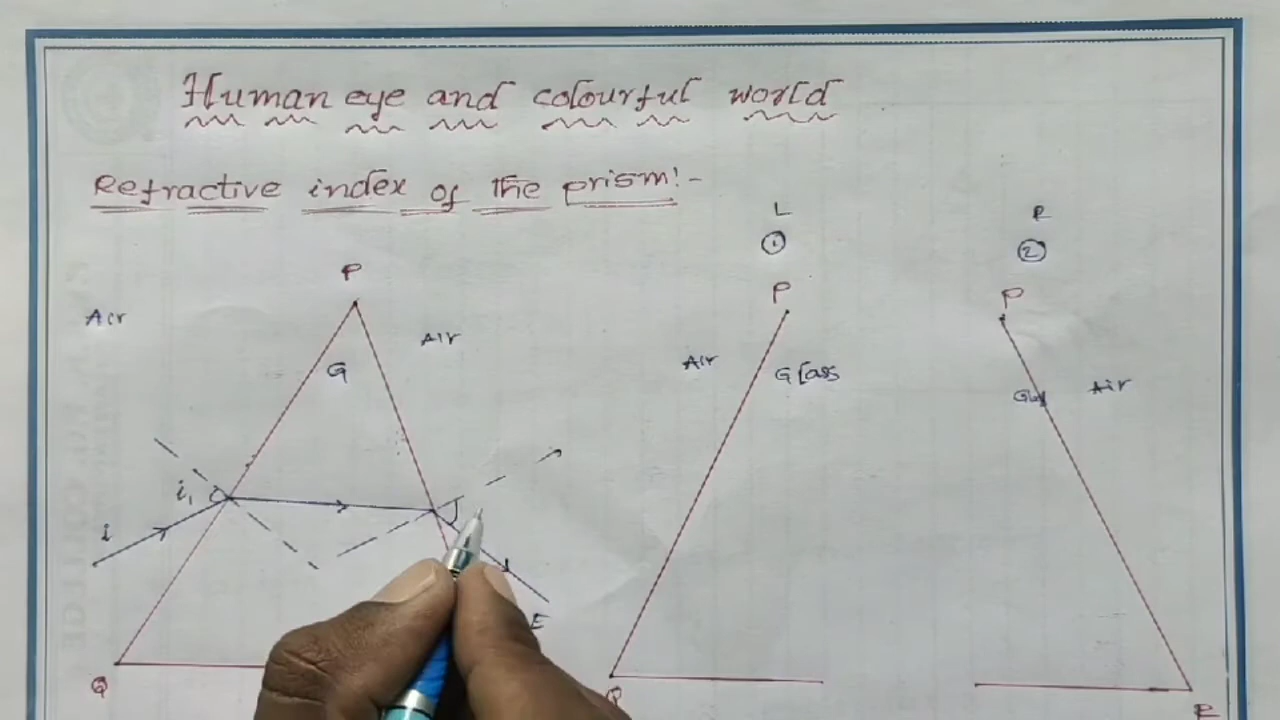 Human eye and colourful world
Refractive index of the prism:-
L
①
R
②
P
Air
G
Air
i₁
i
E
Q
P
Air
Glass
P
Air
R